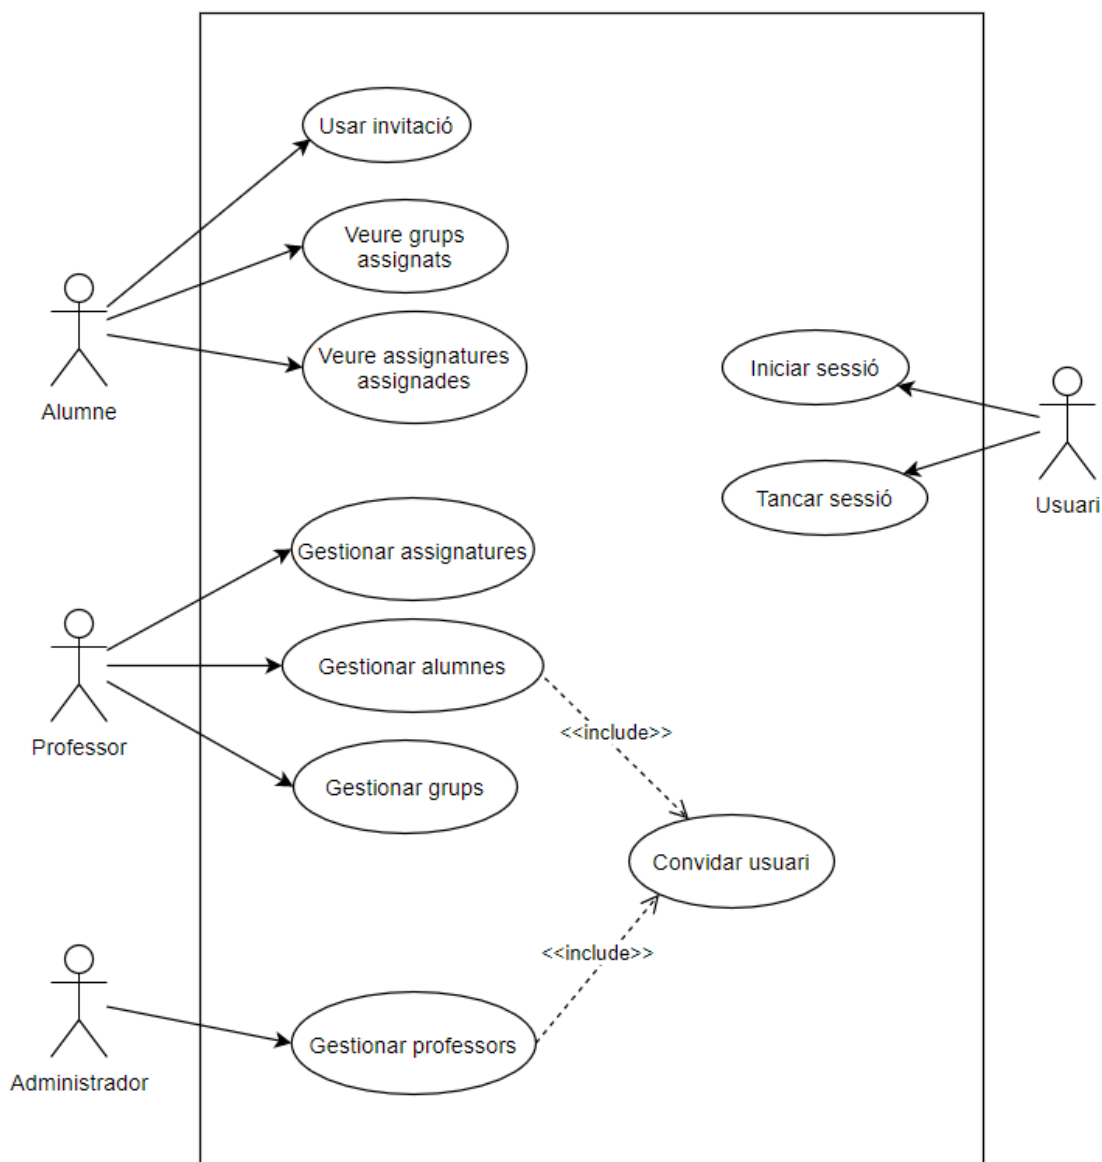 Usar invitació
Veure grups
assignats
Veure assignatures
assignades
Alumne
Iniciar sessió
Tancar sessió
Usuari
Gestionar assignatures
Gestionar alumnes
Gestionar grups
Professor
<<include>>
Convidar usuari
<<include>>
Gestionar professors
Administrador